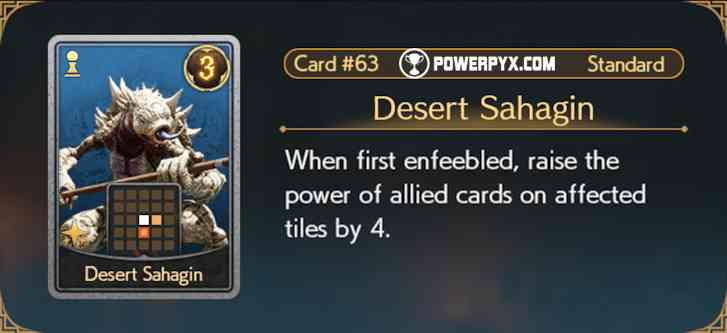 3
Desert Sahagin
Card #63 POWERPYX.COM Standard
Desert Sahagin
When first enfeebled, raise the
power of allied cards on affected
tiles by 4.